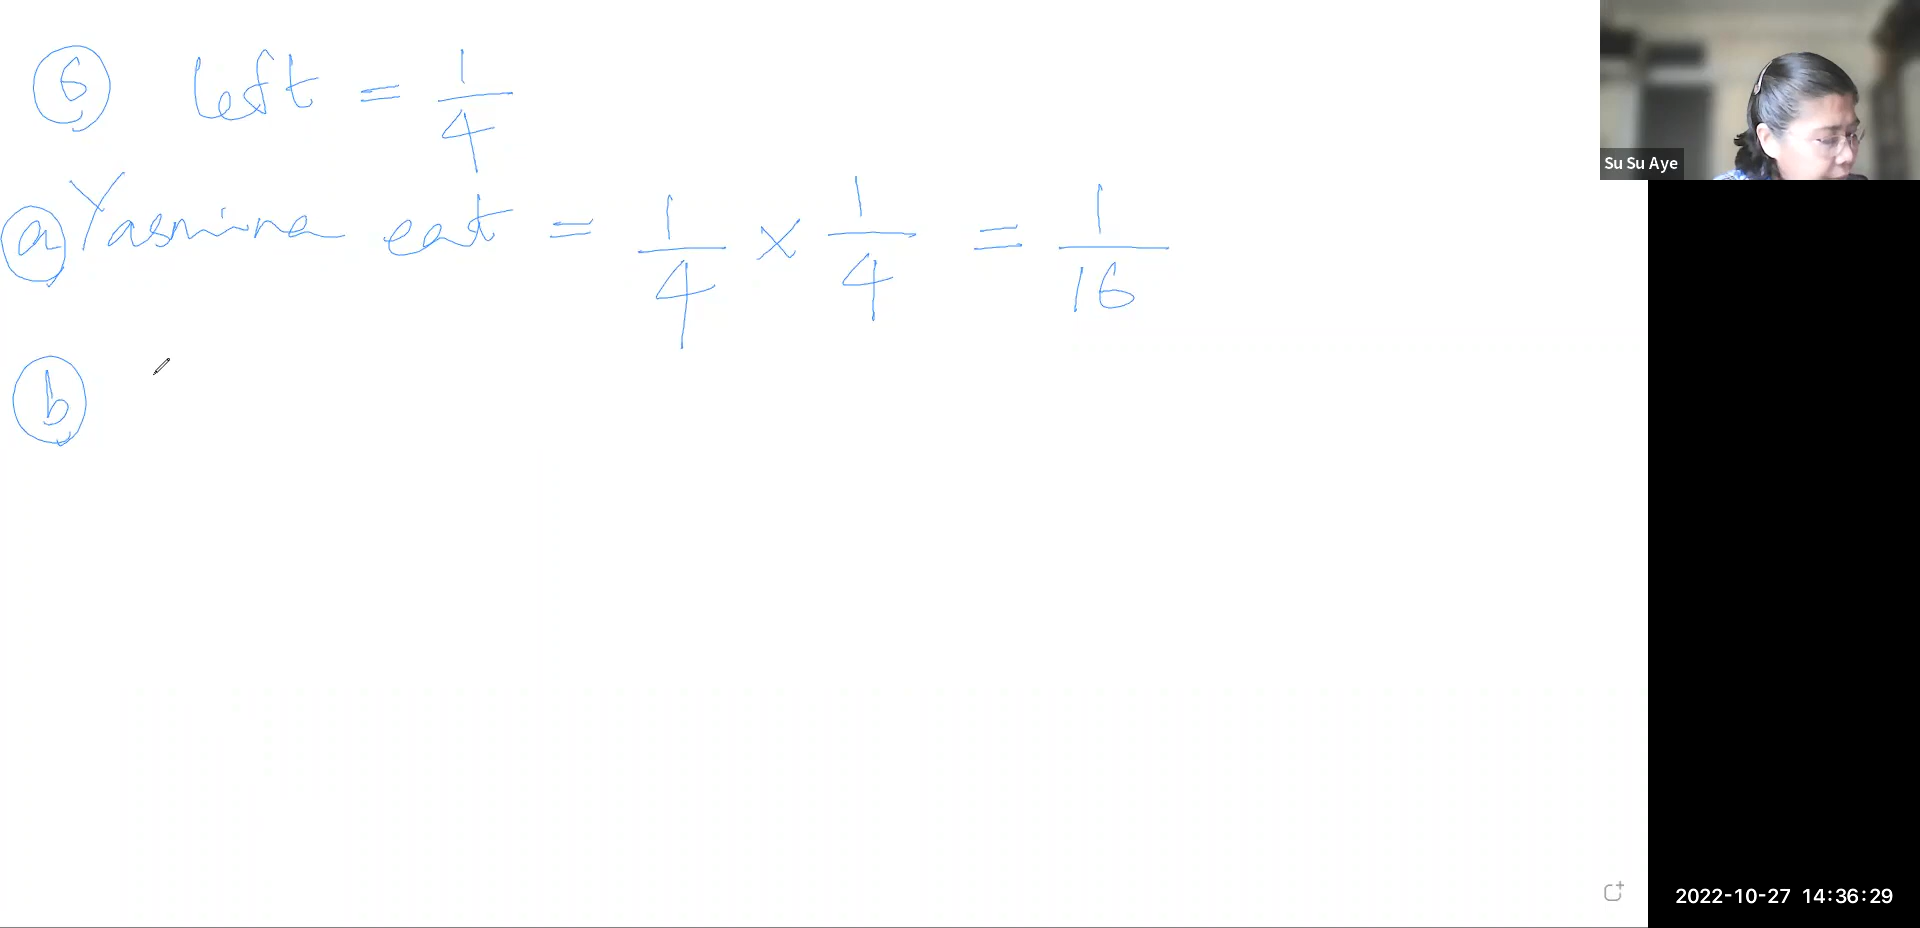 6 left = 1/4
a Yasmina eat = 1/4 × 1/4 = 1/16
b
Su Su Aye
2022-10-27 14:36:29